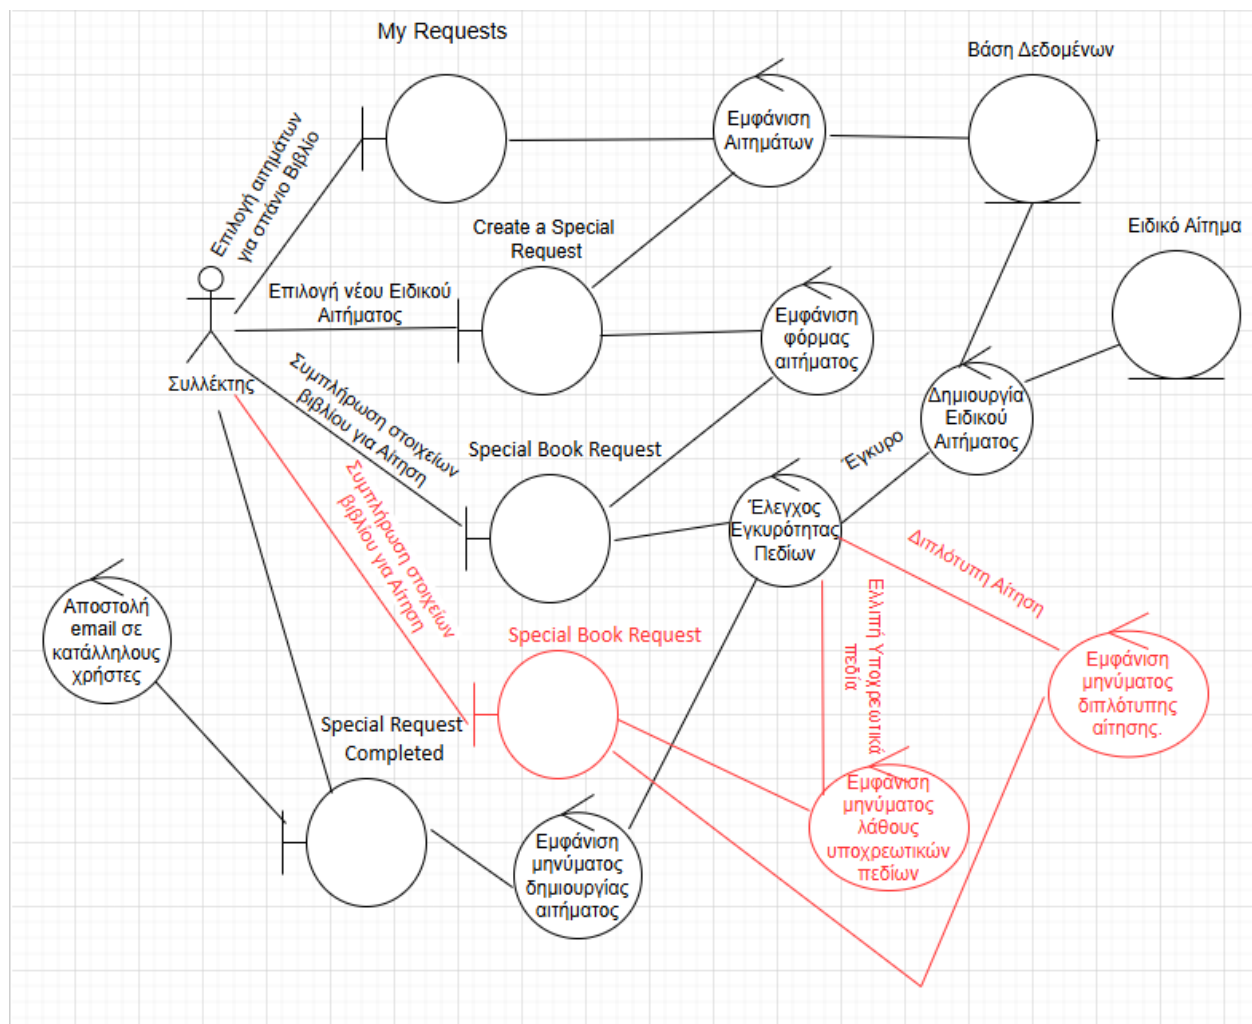 My Requests
Βάση Δεδομένων
Εμφάνιση
Αιτημάτων
Επιλογή αιτημάτων
για σπάνιο Βιβλίο
Create a Special
Request
Ειδικό Αίτημα
Επιλογή νέου Ειδικού
Αιτήματος
Εμφάνιση
φόρμας
αιτήματος
Συλλέκτης
Συμπλήρωση στοιχείων
βιβλίου για Αίτηση
Δημιουργία
Ειδικού
Αιτήματος
Special Book Request
Έγκυρο
Έλεγχος
Εγκυρότητας
Πεδίων
Συμπλήρωση στοιχείων
βιβλίου για Αίτηση
Διπλότυπη Αίτηση
Ελλιπή Υποχρεωτικά
πεδία
Αποστολή
email σε
κατάλληλους
χρήστες
Special Book Request
Εμφάνιση
μηνύματος
διπλότυπης
αίτησης.
Special Request
Completed
Εμφάνιση
μηνύματος
λάθους
υποχρεωτικών
πεδίων
Εμφάνιση
μηνύματος
δημιουργίας
αιτήματος